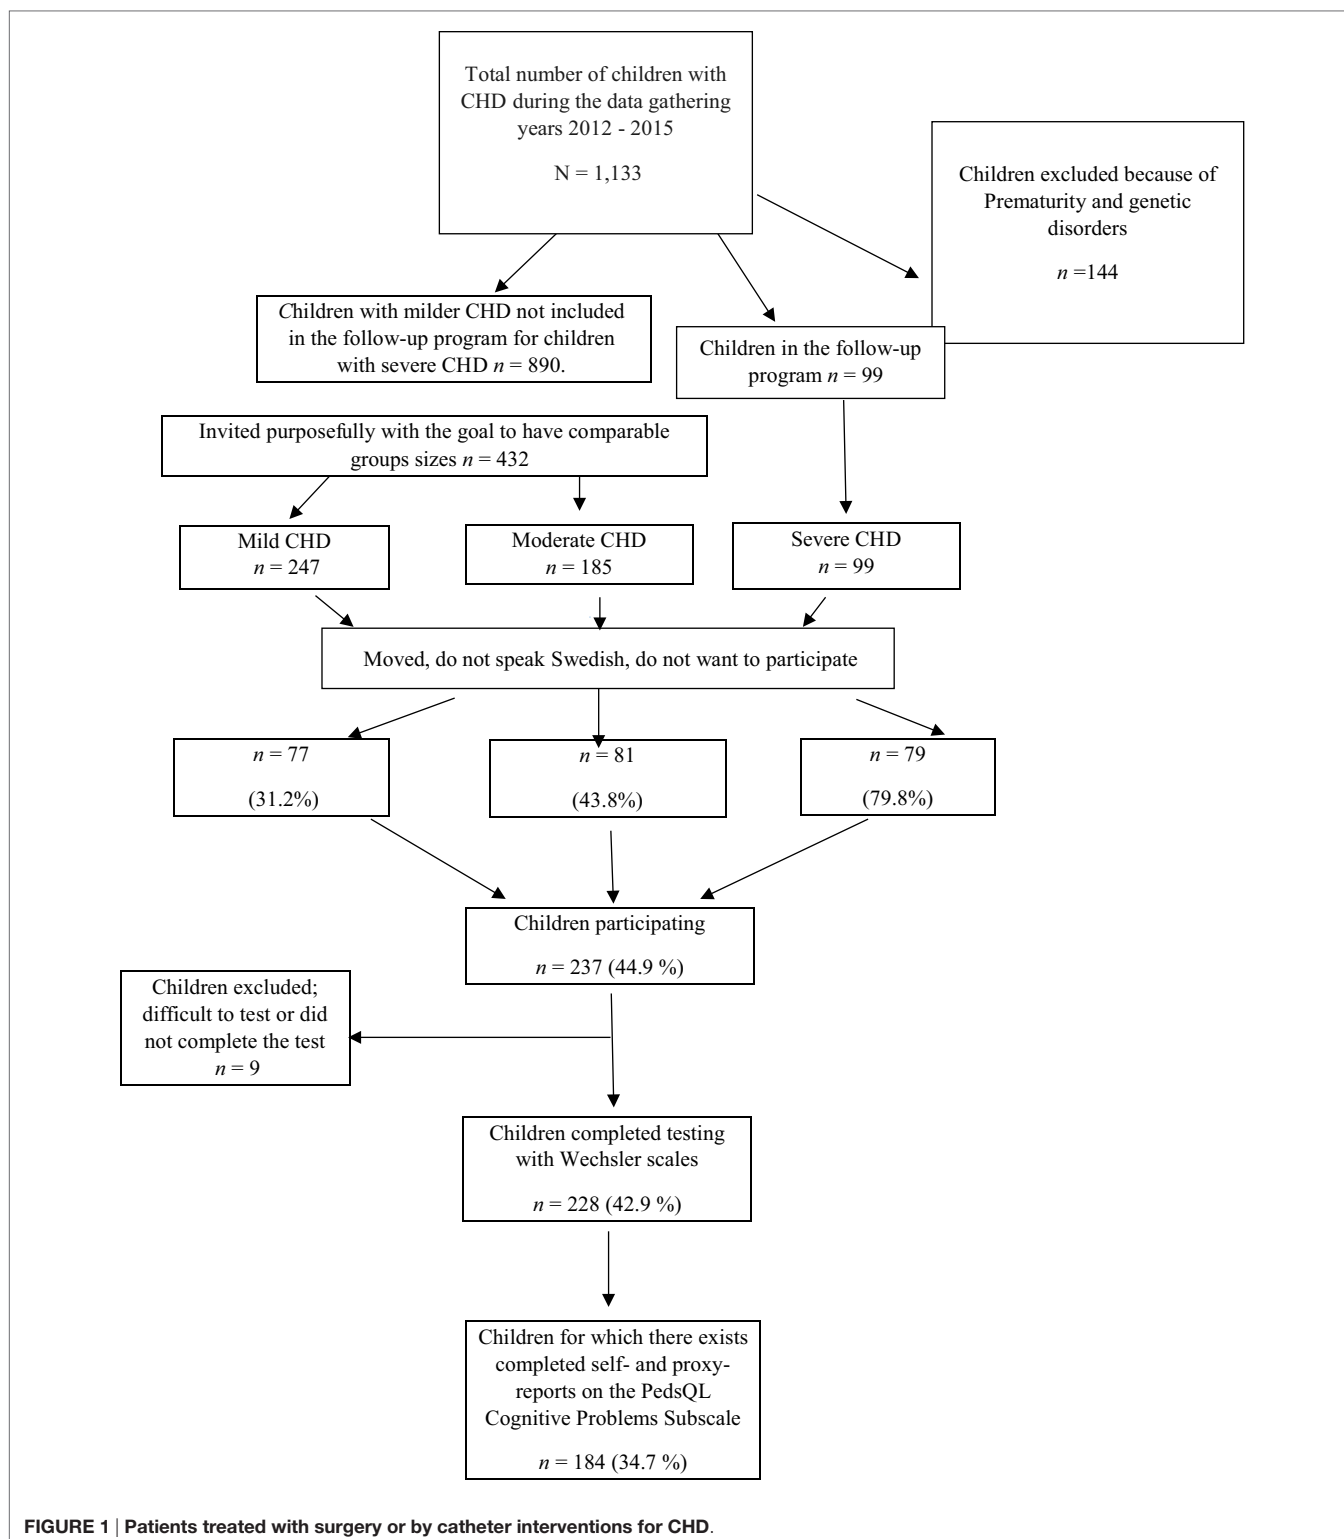 Total number of children with
CHD during the data gathering
years 2012 - 2015
N = 1,133
Children excluded because of
Prematurity and genetic
disorders
n =144
Children with milder CHD not included
in the follow-up program for children
with severe CHD n = 890.
Children in the follow-up
program n = 99
Invited purposefully with the goal to have comparable
groups sizes n = 432
Mild CHD
n = 247
Moderate CHD
n = 185
Severe CHD
n = 99
Moved, do not speak Swedish, do not want to participate
n = 77
(31.2%)
n = 81
(43.8%)
n = 79
(79.8%)
Children participating
n = 237 (44.9 %)
Children excluded;
difficult to test or did
not complete the test
n = 9
Children completed testing
with Wechsler scales
n = 228 (42.9 %)
Children for which there exists
completed self- and proxy-
reports on the PedsQL
Cognitive Problems Subscale
n = 184 (34.7 %)
FIGURE 1 | Patients treated with surgery or by catheter interventions for CHD.